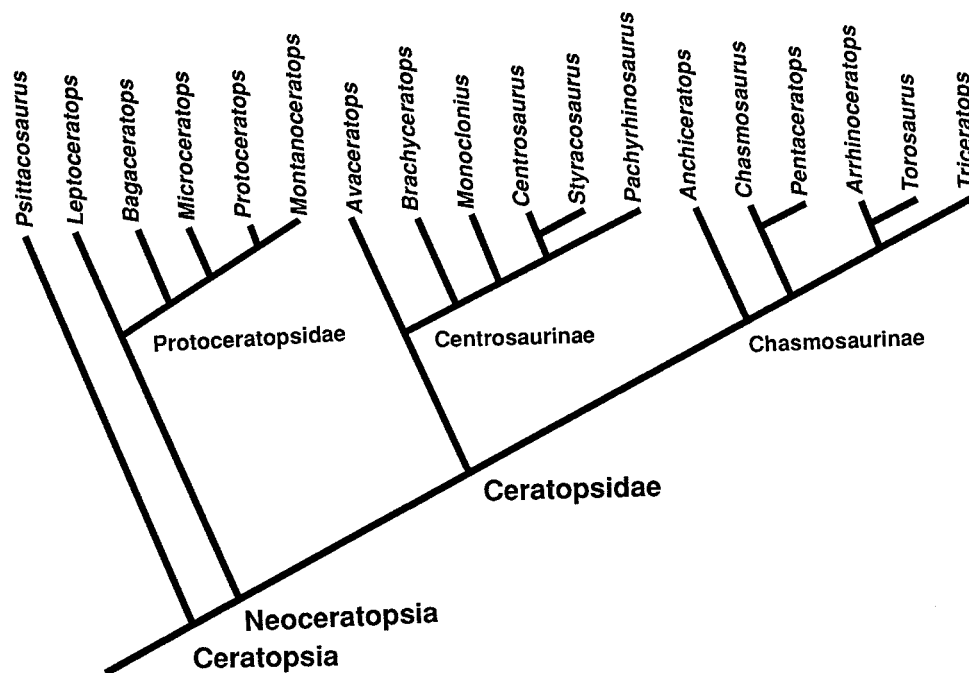 Psittacosaurus
Leptoceratops
Bagaceratops
Microceratops
Protoceratops
Montanoceratops
Avaceratops
Brachyceratops
Monoclonius
Centrosaurus
Styracosaurus
Pachyrhinosaurus
Anchiceratops
Chasmosaurus
Pentaceratops
Arrhinoceratops
Torosaurus
Triceratops
Protoceratopsidae
Centrosaurinae
Chasmosaurinae
Ceratopsidae
Neoceratopsia
Ceratopsia